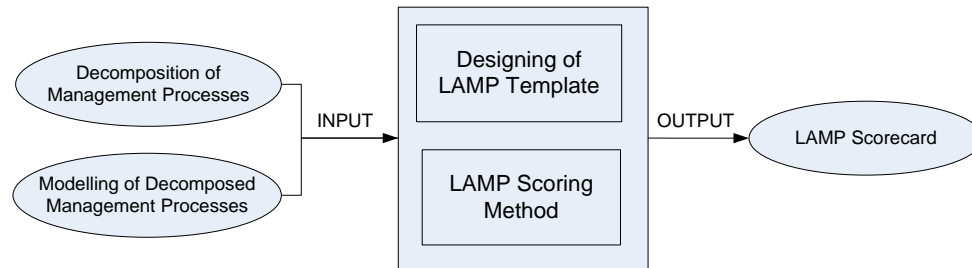 Decomposition of
Management Processes
Modelling of Decomposed
Management Processes
INPUT
Designing of
LAMP Template
LAMP Scoring
Method
OUTPUT
LAMP Scorecard